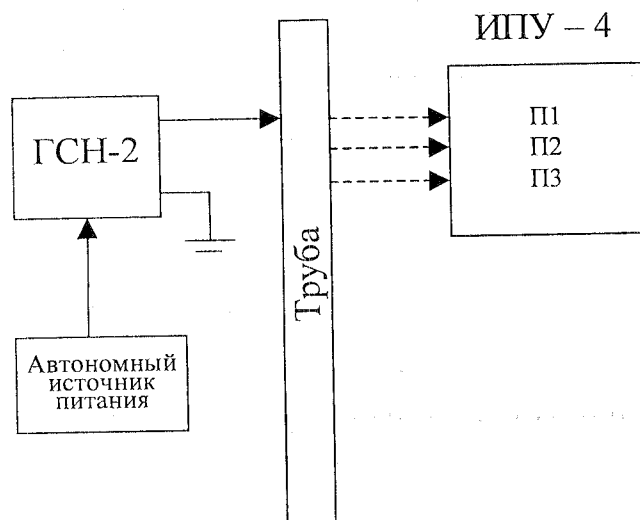 ИПУ – 4
ГСН-2
П1
П2
П3
Труба
Автономный
источник
питания